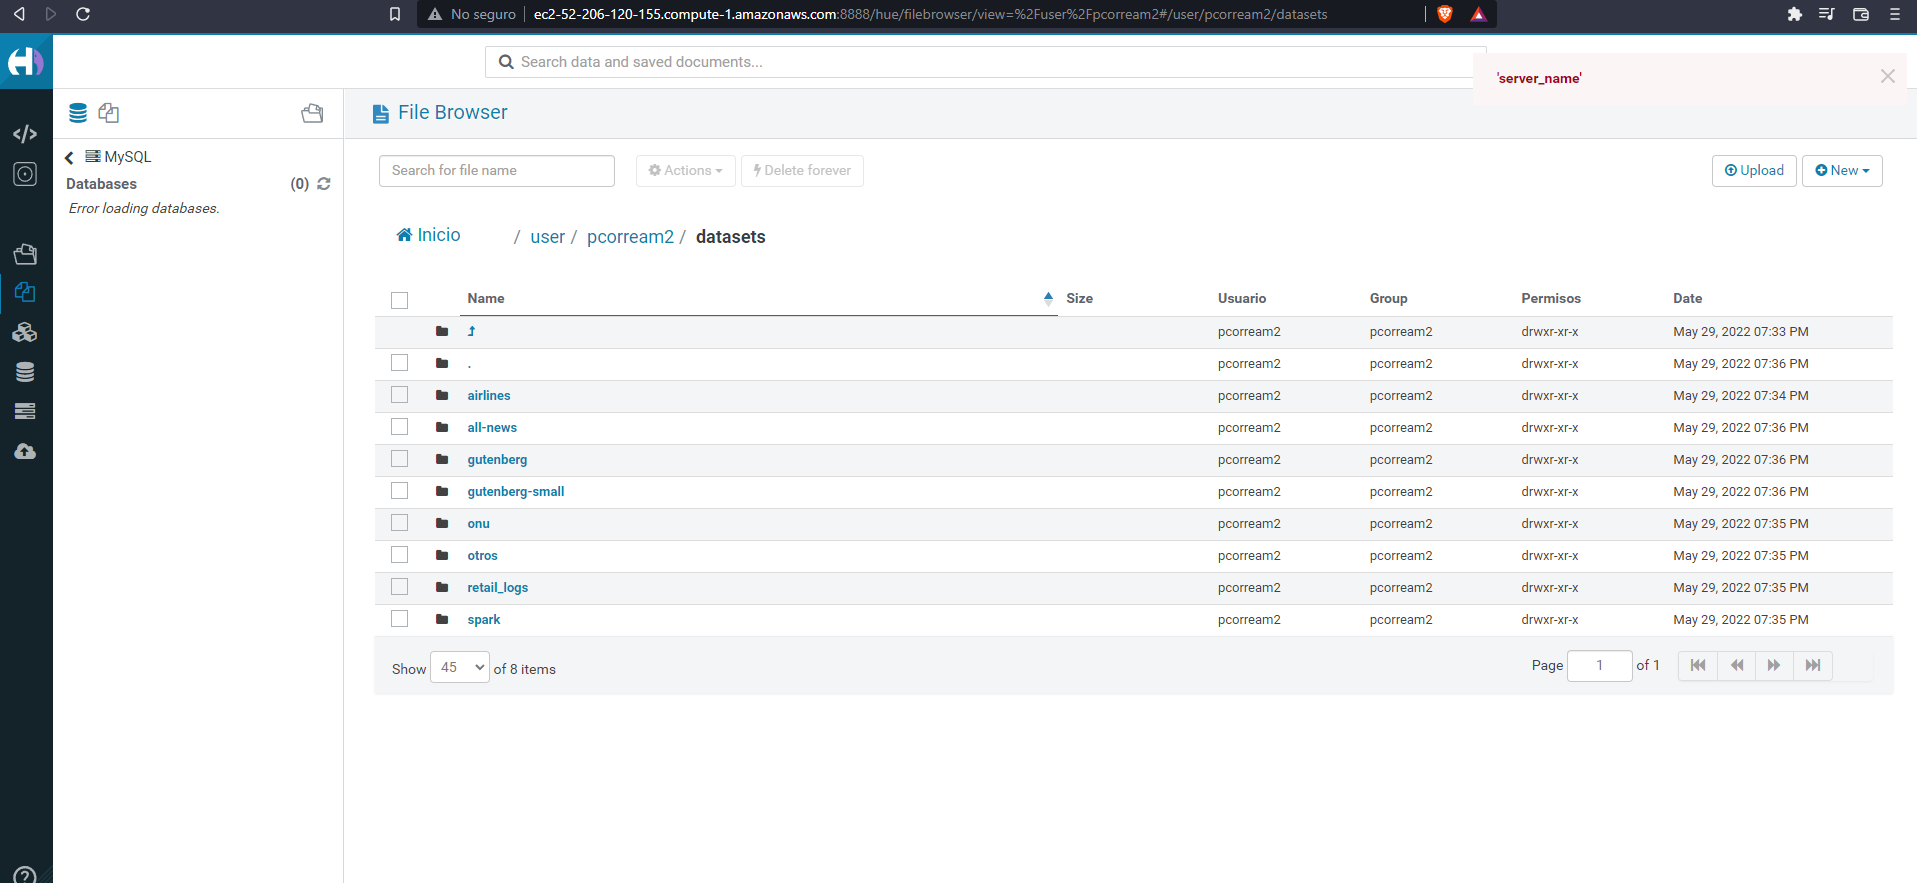 No seguro
ec2-52-206-120-155.compute-1.amazonaws.com:8888/hue/filebrowser/view=%2Fuser%2Fpcorream2#/user/pcorream2/datasets
Search data and saved documents...
'server_name'
File Browser
MySQL
Databases (0)
Error loading databases.
Search for file name
Actions
Delete forever
Upload
New
Inicio / user / pcorream2 / datasets
Name Size Usuario Group Permisos Date
pcorream2 pcorream2 drwxr-xr-x May 29, 2022 07:33 PM
. pcorream2 pcorream2 drwxr-xr-x May 29, 2022 07:36 PM
airlines pcorream2 pcorream2 drwxr-xr-x May 29, 2022 07:34 PM
all-news pcorream2 pcorream2 drwxr-xr-x May 29, 2022 07:36 PM
gutenberg pcorream2 pcorream2 drwxr-xr-x May 29, 2022 07:36 PM
gutenberg-small pcorream2 pcorream2 drwxr-xr-x May 29, 2022 07:36 PM
onu pcorream2 pcorream2 drwxr-xr-x May 29, 2022 07:35 PM
otros pcorream2 pcorream2 drwxr-xr-x May 29, 2022 07:35 PM
retail_logs pcorream2 pcorream2 drwxr-xr-x May 29, 2022 07:35 PM
spark pcorream2 pcorream2 drwxr-xr-x May 29, 2022 07:35 PM
Show 45 of 8 items
Page 1 of 1